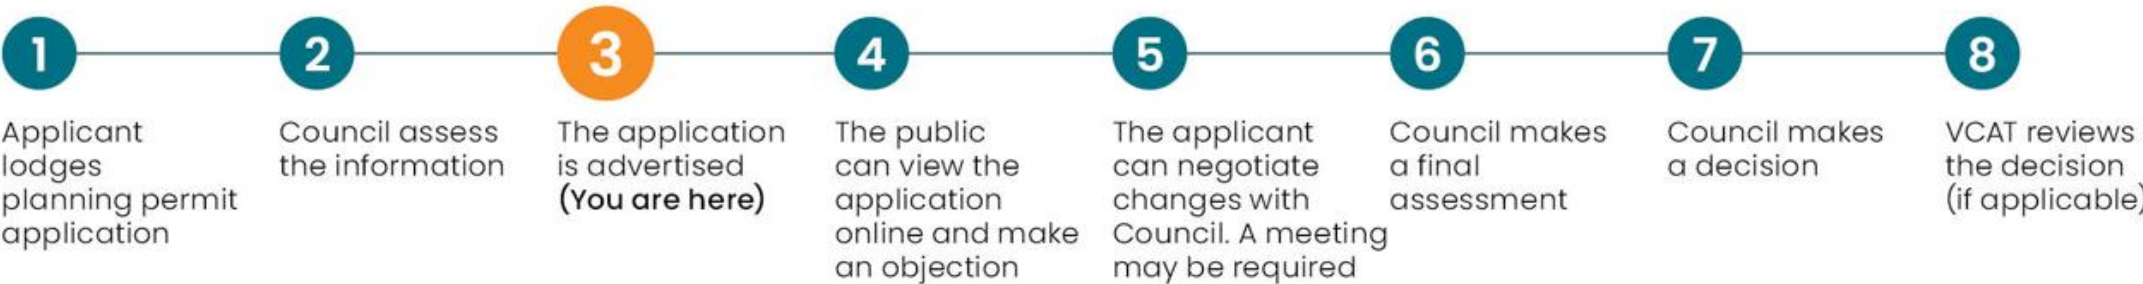 1
2
3
4
5
6
7
8
Applicant
lodges
planning permit
application
Council assess
the information
The application
is advertised
(You are here)
The public
can view the
application
online and make
an objection
The applicant
can negotiate
changes with
Council. A meeting
may be required
Council makes
a final
assessment
Council makes
a decision
VCAT reviews
the decision
(if applicable)